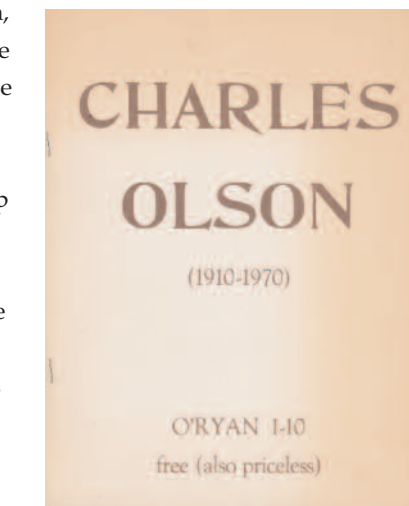 CHARLES
OLSON
(1910-1970)
O'RYAN 1-10
free (also priceless)